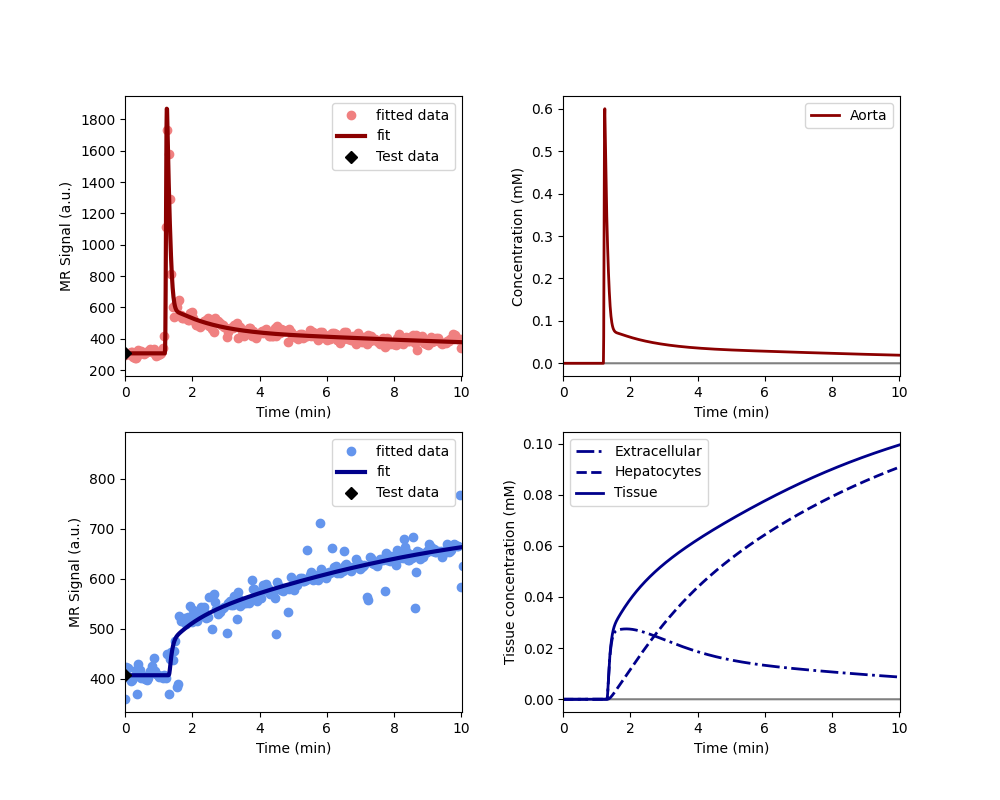 1800
1600
1400
1200
1000
800
600
400
200
MR Signal (a.u.)
fitted data
fit
Test data
0 2 4 6 8 10
Time (min)
0.6
0.5
0.4
0.3
0.2
0.1
0.0
Concentration (mM)
Aorta
0 2 4 6 8 10
Time (min)
800
700
600
500
400
MR Signal (a.u.)
fitted data
fit
Test data
0 2 4 6 8 10
Time (min)
0.10
0.08
0.06
0.04
0.02
0.00
Tissue concentration (mM)
Extracellular
Hepatocytes
Tissue
0 2 4 6 8 10
Time (min)